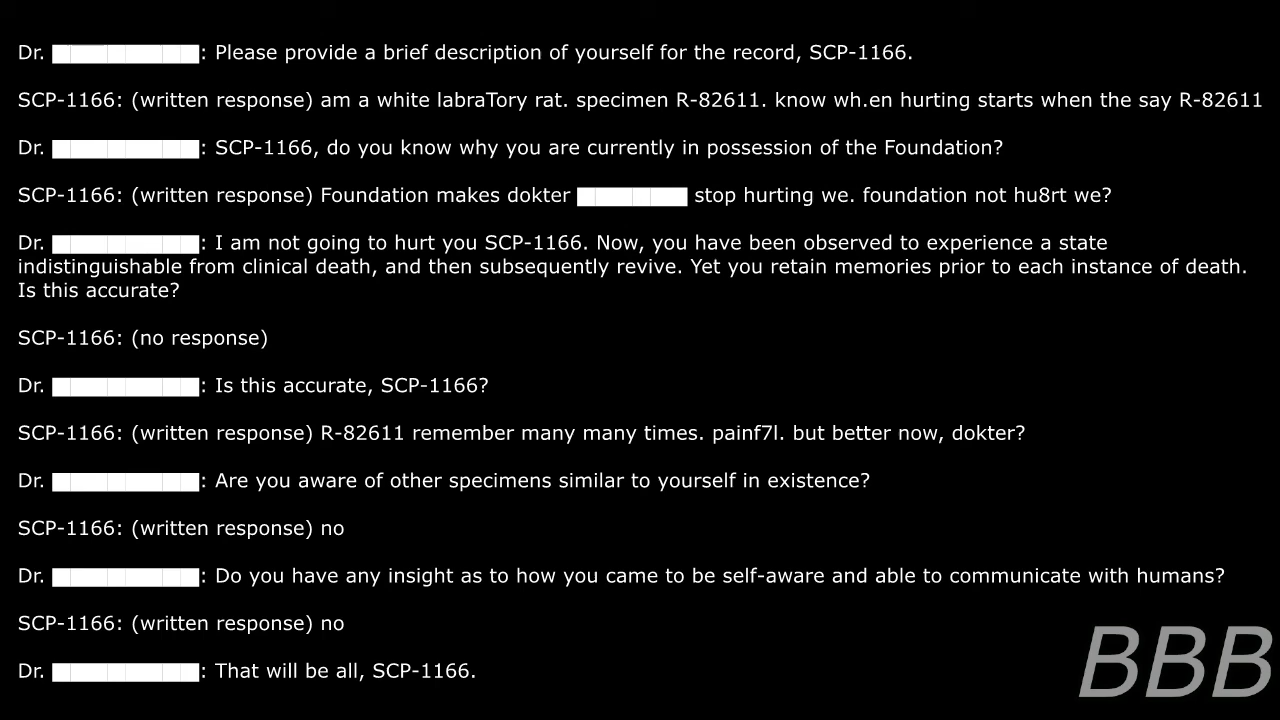 Dr. ████████: Please provide a brief description of yourself for the record, SCP-1166.
SCP-1166: (written response) am a white labraTory rat. specimen R-82611. know wh.en hurting starts when the say R-82611
Dr. ████████: SCP-1166, do you know why you are currently in possession of the Foundation?
SCP-1166: (written response) Foundation makes dokter ██████ stop hurting we. foundation not hu8rt we?
Dr. ████████: I am not going to hurt you SCP-1166. Now, you have been observed to experience a state
indistinguishable from clinical death, and then subsequently revive. Yet you retain memories prior to each instance of death.
Is this accurate?
SCP-1166: (no response)
Dr. ████████: Is this accurate, SCP-1166?
SCP-1166: (written response) R-82611 remember many many times. painf7l. but better now, dokter?
Dr. ████████: Are you aware of other specimens similar to yourself in existence?
SCP-1166: (written response) no
Dr. ████████: Do you have any insight as to how you came to be self-aware and able to communicate with humans?
SCP-1166: (written response) no
Dr. ████████: That will be all, SCP-1166.
BBB